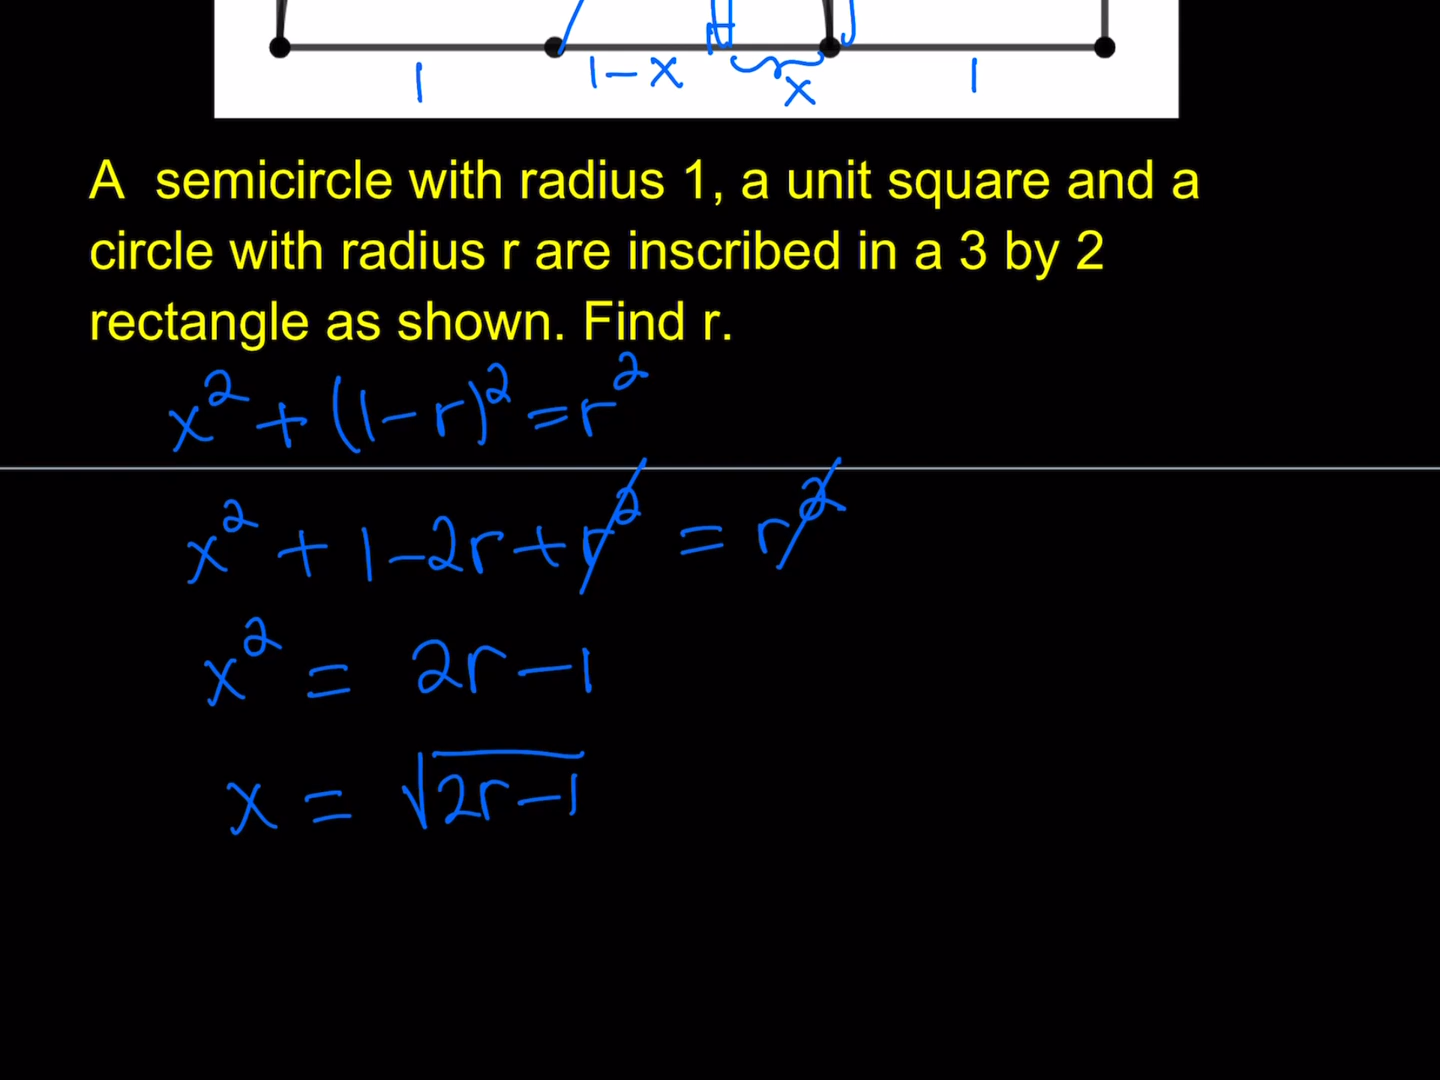 1 1-x x 1
A semicircle with radius 1, a unit square and a
circle with radius r are inscribed in a 3 by 2
rectangle as shown. Find r.
x² + (1-r)² = r²
x² + 1-2r+r² = r²
x² = 2r-1
x = √2r-1